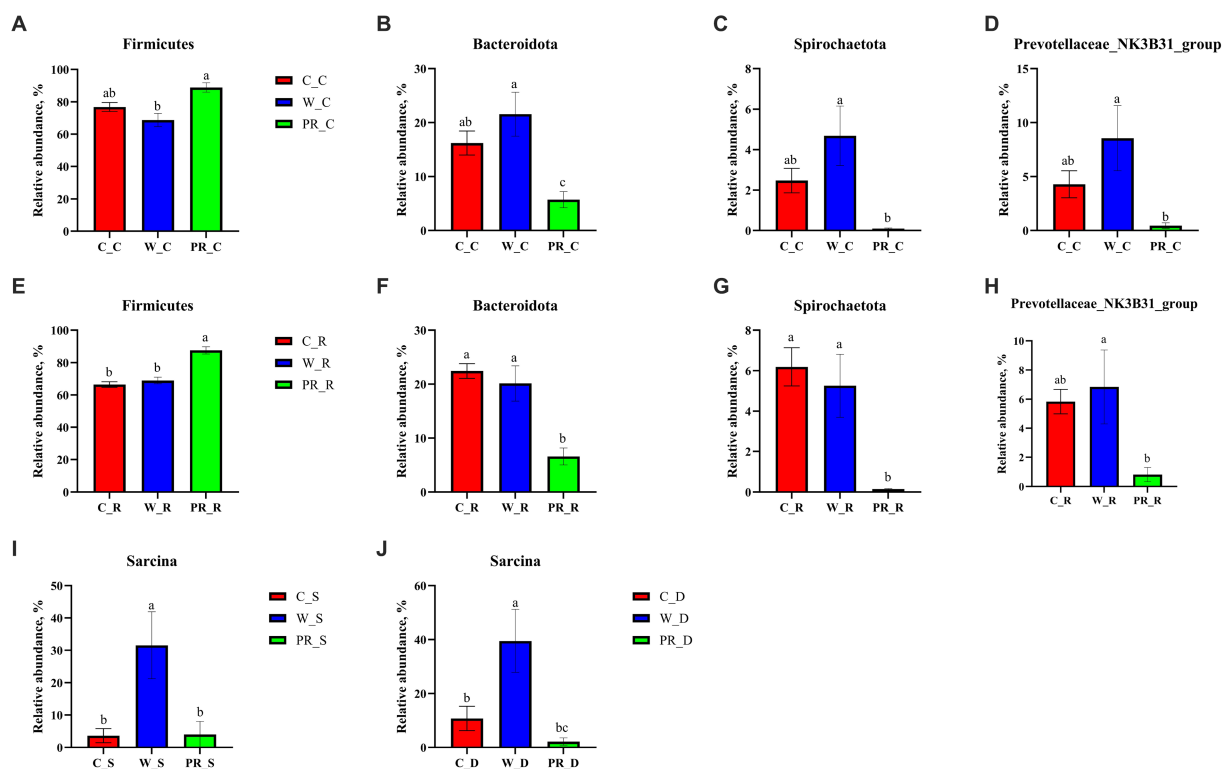 A
Firmicutes
Relative abundance, %
100
80
60
40
20
0
ab
b
a
C_C
W_C
PR_C
C_C
W_C
PR_C
B
Bacteroidota
Relative abundance, %
30
20
10
0
ab
a
c
C_C
W_C
PR_C
C
Spirochaetota
Relative abundance, %
8
6
4
2
0
ab
a
b
C_C
W_C
PR_C
D
Prevotellaceae_NK3B31_group
Relative abundance, %
15
10
5
0
ab
a
b
C_C
W_C
PR_C
E
Firmicutes
Relative abundance, %
100
80
60
40
20
0
b
b
a
C_R
W_R
PR_R
C_R
W_R
PR_R
F
Bacteroidota
Relative abundance, %
30
20
10
0
a
a
b
C_R
W_R
PR_R
G
Spirochaetota
Relative abundance, %
8
6
4
2
0
a
a
b
C_R
W_R
PR_R
H
Prevotellaceae_NK3B31_group
Relative abundance, %
10
8
6
4
2
0
ab
a
b
C_R
W_R
PR_R
I
Sarcina
Relative abundance, %
50
40
30
20
10
0
b
a
b
C_S
W_S
PR_S
C_S
W_S
PR_S
J
Sarcina
Relative abundance, %
60
40
20
0
b
a
bc
C_D
W_D
PR_D
C_D
W_D
PR_D